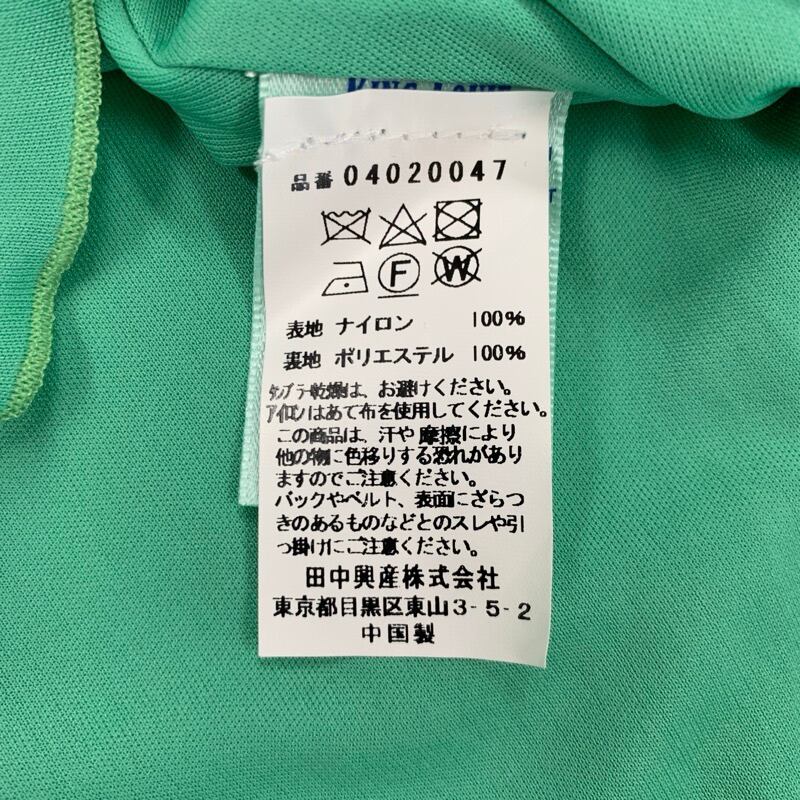 品番 04020047
F
W
表地 ナイロン 100%
裏地 ポリエステル 100%
タンブラー乾燥は、お避けください。
アイロンはあて布を使用してください。
この商品は、汗や摩擦により
他の物に色移りする恐れがあり
ますのでご注意ください。
バックやベルト、表面にざらつ
きのあるものなどとのスレや引
っ掛けにご注意ください。
田中興産株式会社
東京都目黒区東山3-5-2
中国製